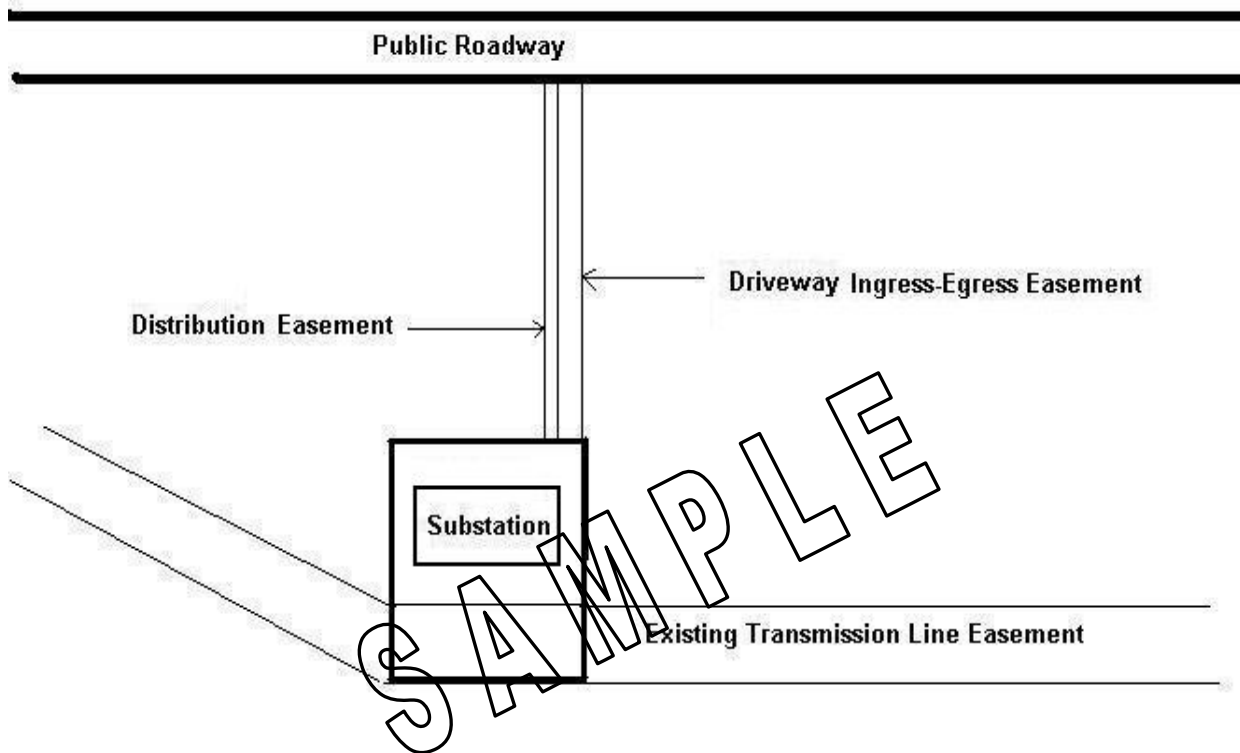 Public Roadway
Driveway Ingress-Egress Easement
Distribution Easement
Substation
Existing Transmission Line Easement
SAMPLE